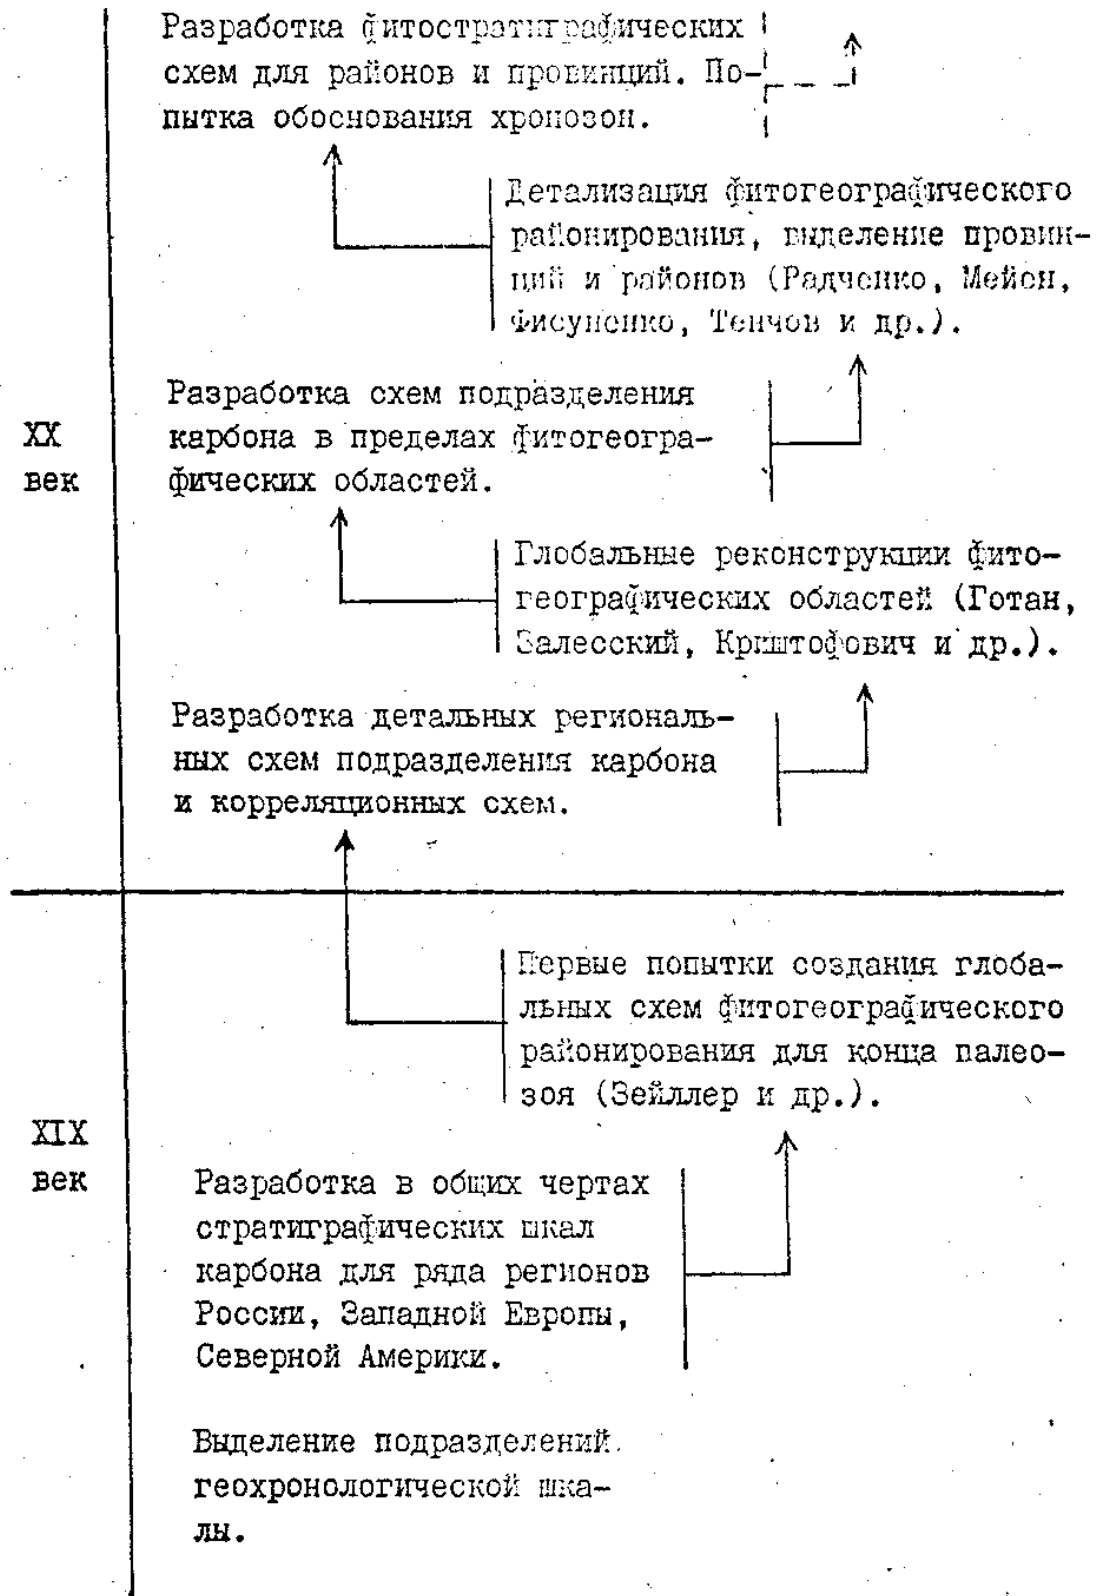 Разработка фитостратиграфических
схем для районов и провинций. По-
пытка обоснования хронозон.
Детализация фитогеографического
районирования, выделение провин-
ций и районов (Радченко, Мейен,
Фисуненко, Тенчов и др.).
Разработка схем подразделения
карбона в пределах фитогеогра-
фических областей.
XX
век
Глобальные реконструкции фито-
географических областей (Готан,
Залесский, Криштофович и др.).
Разработка детальных региональ-
ных схем подразделения карбона
и корреляционных схем.
Первые попытки создания глоба-
льных схем фитогеографического
районирования для конца палео-
зоя (Зейллер и др.).
XIX
век
Разработка в общих чертах
стратиграфических шкал
карбона для ряда регионов
России, Западной Европы,
Северной Америки.
Выделение подразделений
геохронологической шка-
лы.